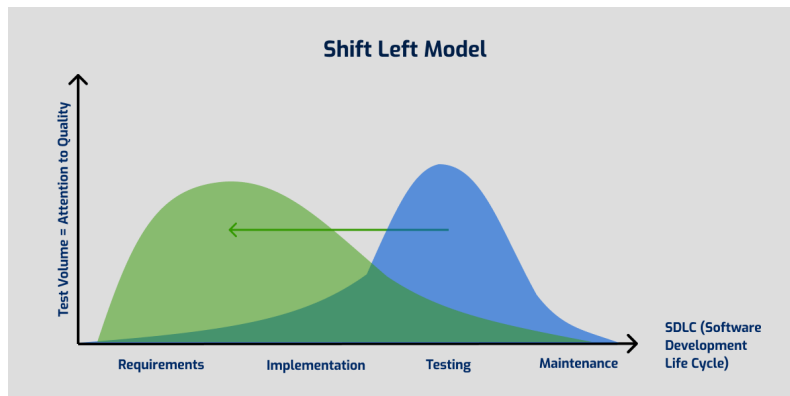 Shift Left Model
Test Volume = Attention to Quality
Requirements
Implementation
Testing
Maintenance
SDLC (Software
Development
Life Cycle)